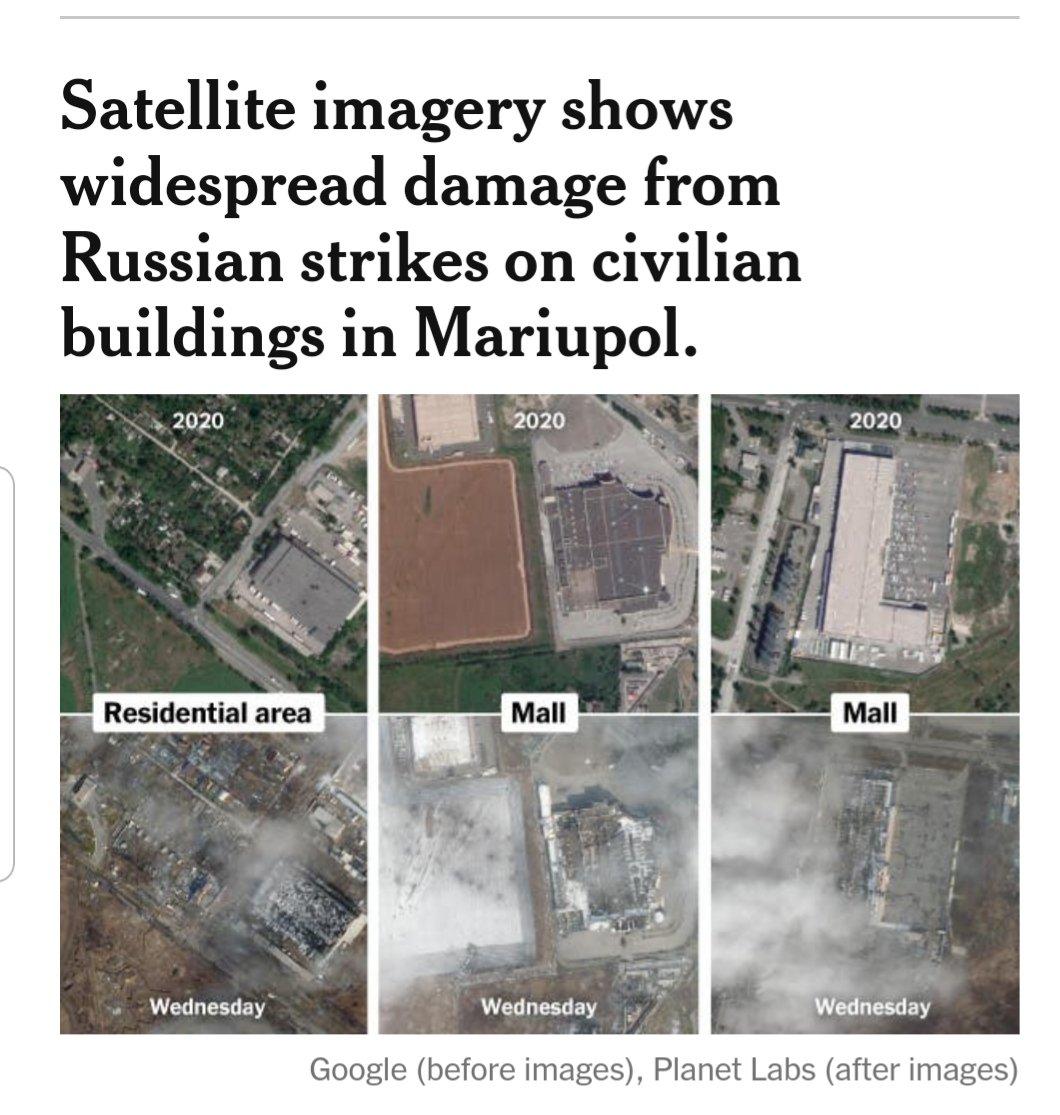 Satellite imagery shows
widespread damage from
Russian strikes on civilian
buildings in Mariupol.
2020
2020
2020
Residential area
Mall
Mall
Wednesday
Wednesday
Wednesday
Google (before images), Planet Labs (after images)